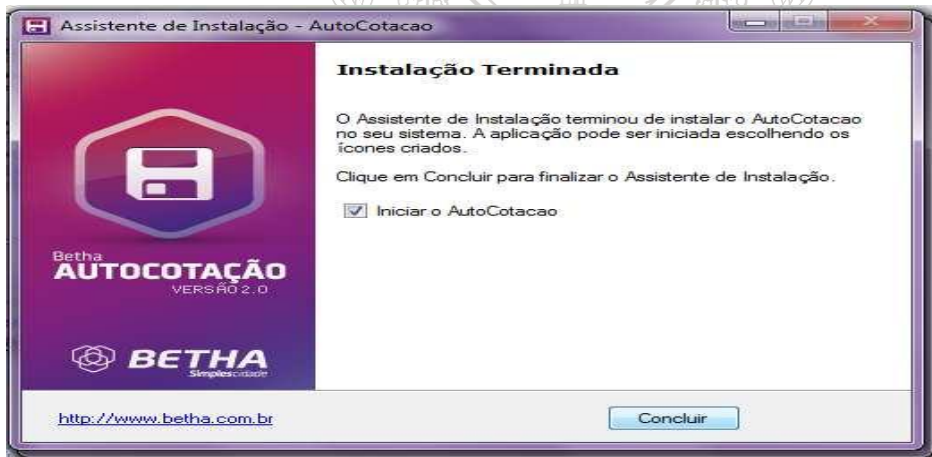 Assistente de Instalação - AutoCotacao
Instalação Terminada
O Assistente de Instalação terminou de instalar o AutoCotacao
no seu sistema. A aplicação pode ser iniciada escolhendo os
ícones criados.
Clique em Concluir para finalizar o Assistente de Instalação.
Iniciar o AutoCotacao
Betha
AUTOCOTAÇÃO
VERSÃO 2.0
BETHA
Simplescidade
http://www.betha.com.br
Concluir